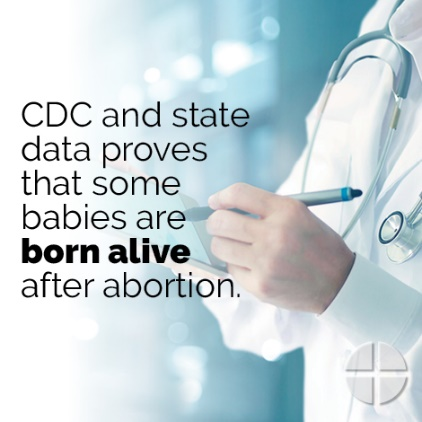 CDC and state
data proves
that some
babies are
born alive
after abortion.